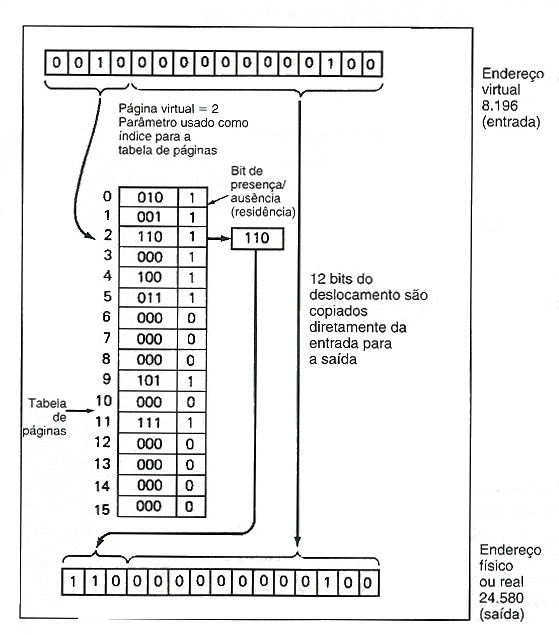 0 0 1 0 0 0 0 0 0 0 0 0 0 1 0 0
Endereço
virtual
8.196
(entrada)
Página virtual = 2
Parâmetro usado como
índice para a
tabela de páginas
Bit de
presença/
ausência
(residência)
0 010 1
1 001 1
2 110 1 110
3 000 1
4 100 1
5 011 1
6 000 0
7 000 0
8 000 0
9 101 1
10 000 0
11 111 1
12 000 0
13 000 0
14 000 0
15 000 0
12 bits do
deslocamento são
copiados
diretamente da
entrada para
a saída
Tabela
de
páginas
1 1 0 0 0 0 0 0 0 0 0 0 1 0 0
Endereço
físico
ou real
24.580
(saída)